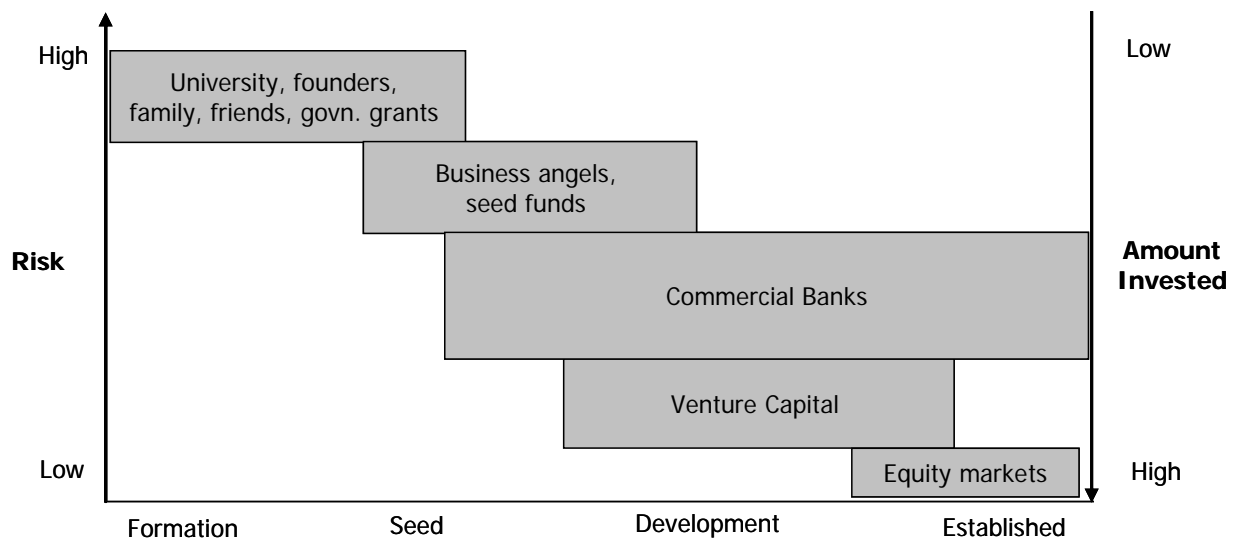 High
Low
University, founders,
family, friends, govn. grants
Business angels,
seed funds
Risk
Amount
Invested
Commercial Banks
Venture Capital
Low
Equity markets
High
Formation
Seed
Development
Established